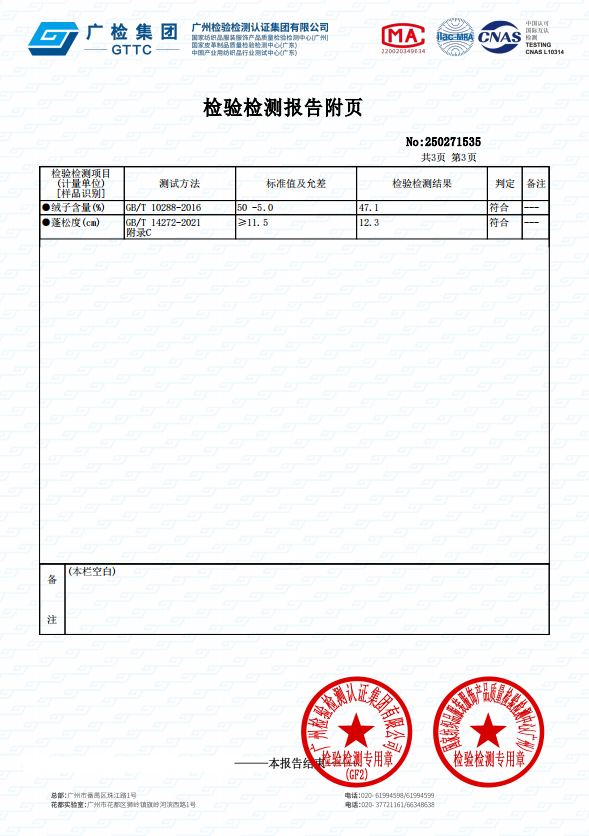 广检集团
GTTC
广州检验检测认证集团有限公司
国家纺织品服装服饰产品质量检验检测中心(广州)
国家皮革制品质量检验检测中心(广东)
中国产业用纺织品行业测试中心(广东)
MA
220020349634
ilac-MRA
CNAS
中国认可
国际互认
检测
TESTING
CNAS L10314
检验检测报告附页
No:250271535
共3页 第3页
检验检测项目
(计量单位)
[样品识别]
测试方法
标准值及允差
检验检测结果
判定
备注
●绒子含量(%) GB/T 10288-2016 50 -5.0 47.1 符合 ---
●蓬松度(cm) GB/T 14272-2021 ≥11.5 12.3 符合 ---
附录C
备
注
(本栏空白)
———本报告结束
广州检验检测认证集团有限公司
检验检测专用章
(GF2)
国家纺织品服装服饰产品质量检验检测中心(广州)
检验检测专用章
总部:广州市番禺区珠江路1号
花都实验室:广州市花都区狮岭镇旗岭河滨西路1号
电话:020- 61994598/61994599
电话:020- 37721161/66348638